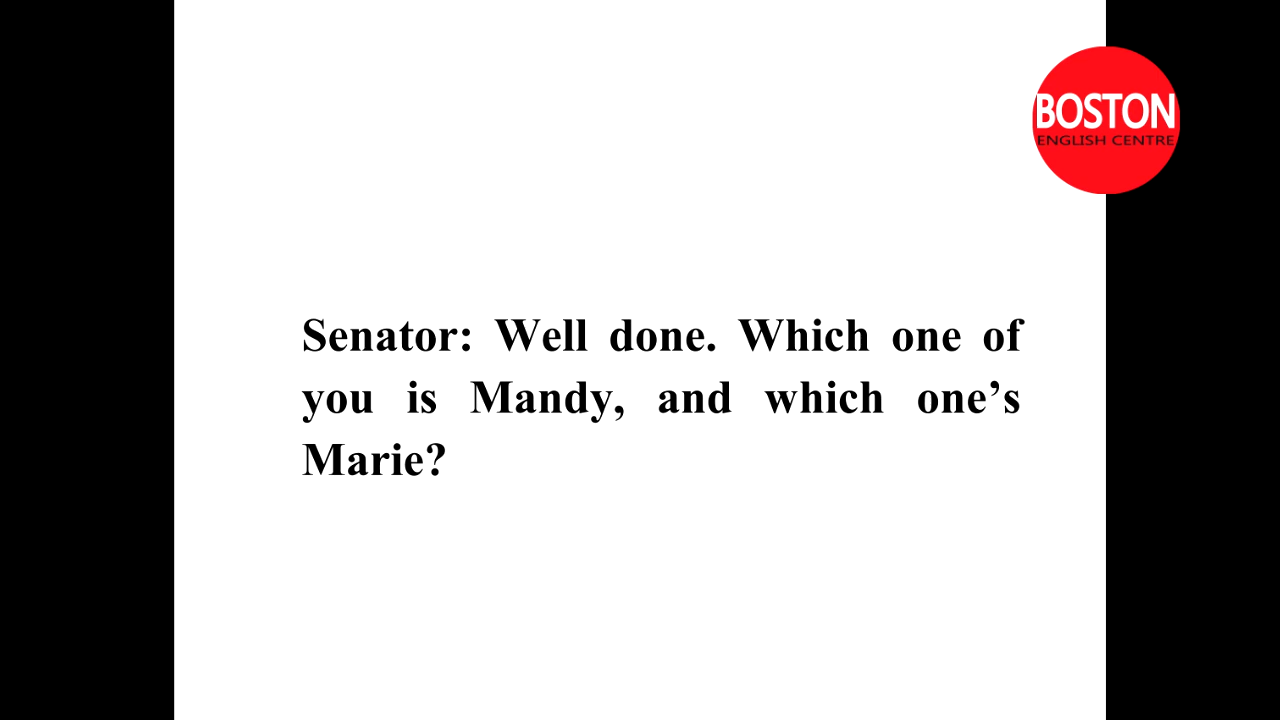 BOSTON
ENGLISH CENTRE
Senator: Well done. Which one of
you is Mandy, and which one’s
Marie?